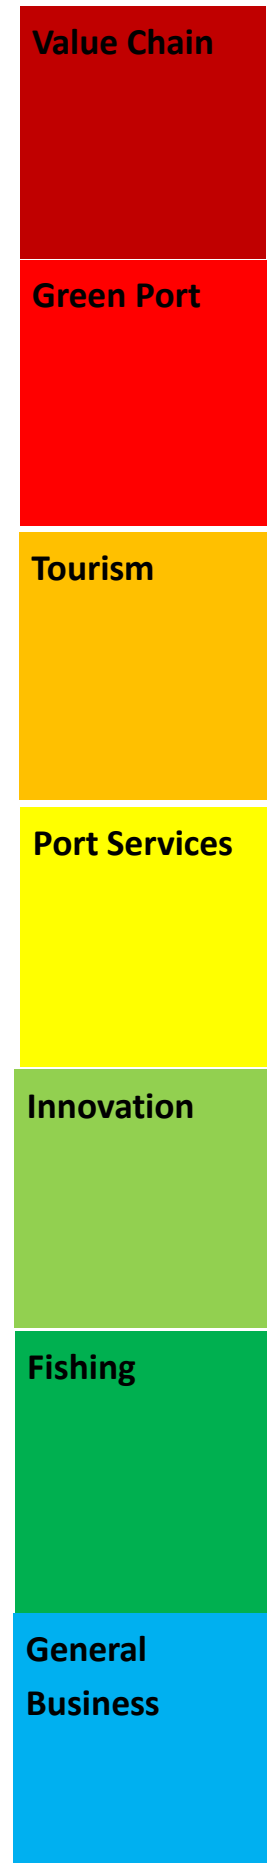 Value Chain
Green Port
Tourism
Port Services
Innovation
Fishing
General
Business